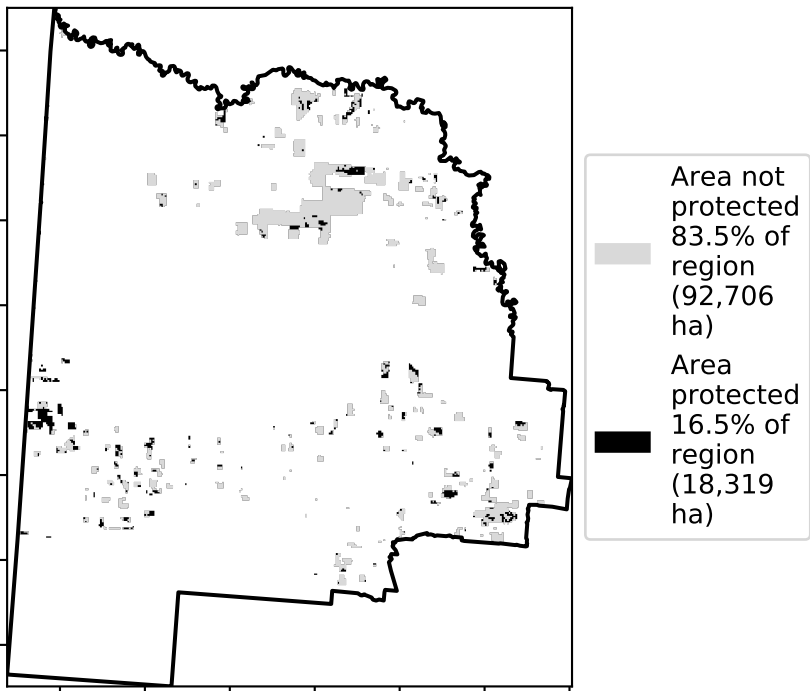 Area not
protected
83.5% of
region
(92,706
ha)
Area
protected
16.5% of
region
(18,319
ha)